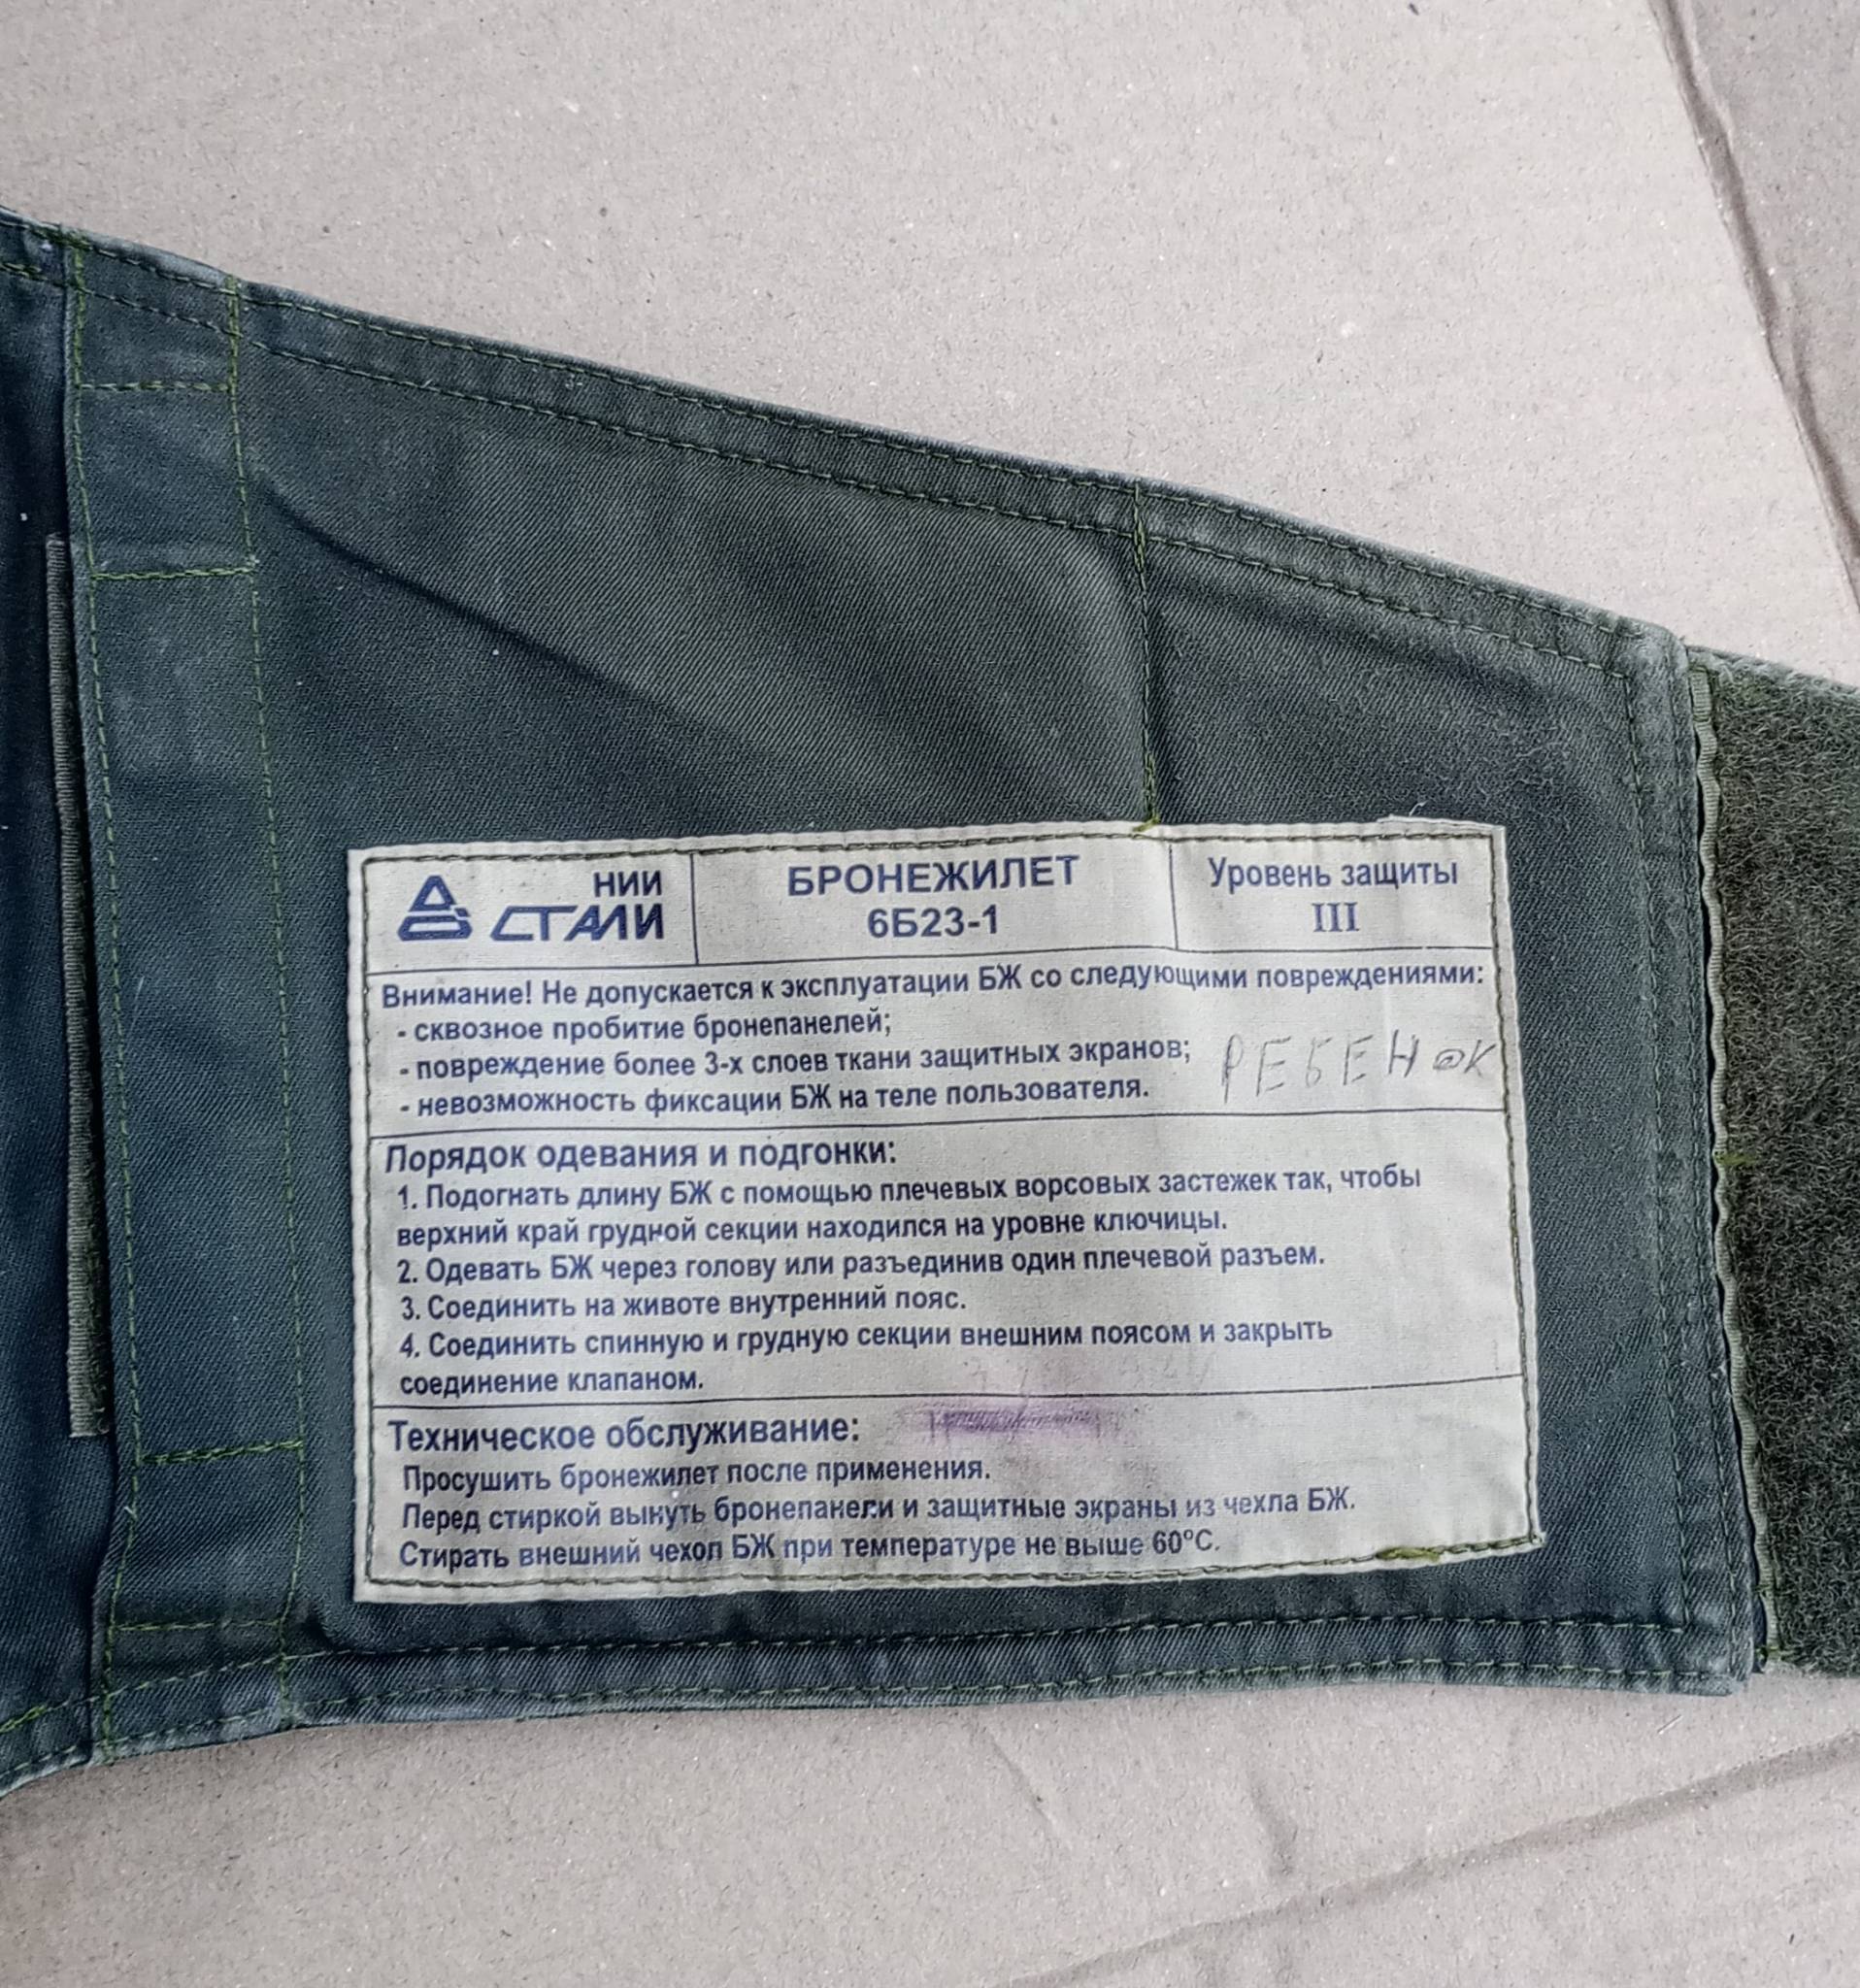 НИИ
СТАЛИ
БРОНЕЖИЛЕТ
6Б23-1
Уровень защиты
III
Внимание! Не допускается к эксплуатации БЖ со следующими повреждениями:
- сквозное пробитие бронепанелей;
- повреждение более 3-х слоев ткани защитных экранов;
- невозможность фиксации БЖ на теле пользователя.
РЕБЕНОК
Порядок одевания и подгонки:
1. Подогнать длину БЖ с помощью плечевых ворсовых застежек так, чтобы
верхний край грудной секции находился на уровне ключицы.
2. Одевать БЖ через голову или разъединив один плечевой разъем.
3. Соединить на животе внутренний пояс.
4. Соединить спинную и грудную секции внешним поясом и закрыть
соединение клапаном.
Техническое обслуживание:
Просушить бронежилет после применения.
Перед стиркой вынуть бронепанели и защитные экраны из чехла БЖ.
Стирать внешний чехол БЖ при температуре не выше 60°С.